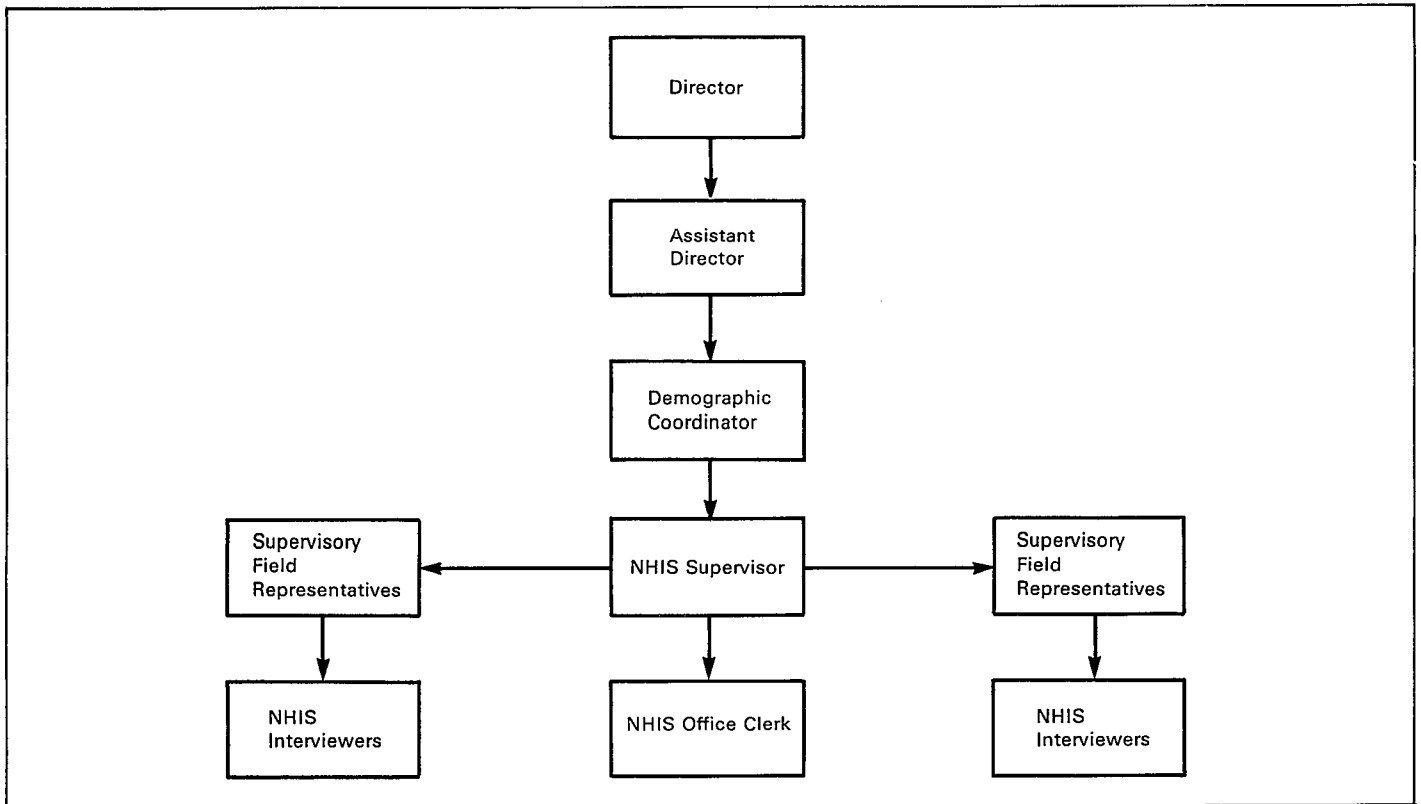 Director
Assistant
Director
Demographic
Coordinator
Supervisory
Field
Representatives
NHIS Supervisor
Supervisory
Field
Representatives
NHIS
Interviewers
NHIS Office Clerk
NHIS
Interviewers